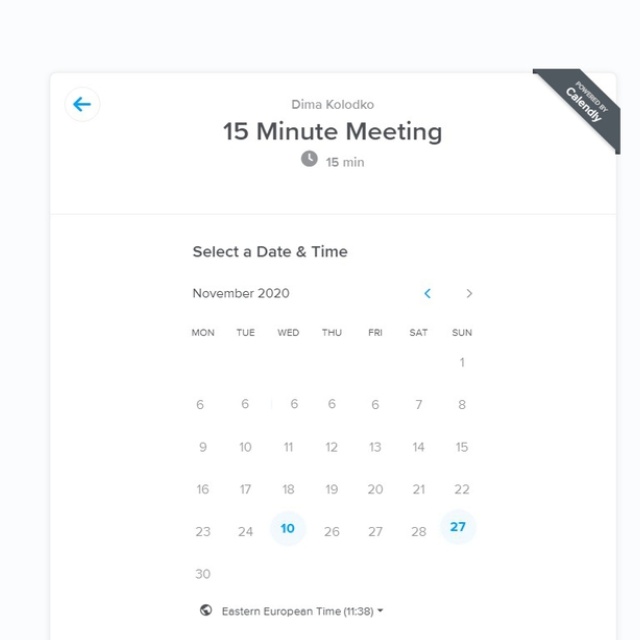 POWERED BY
Calendly
Dima Kolodko
15 Minute Meeting
15 min
Select a Date & Time
November 2020
MON TUE WED THU FRI SAT SUN
1
6 6 6 6 6 7 8
9 10 11 12 13 14 15
16 17 18 19 20 21 22
23 24 10 26 27 28 27
30
Eastern European Time (11:38)